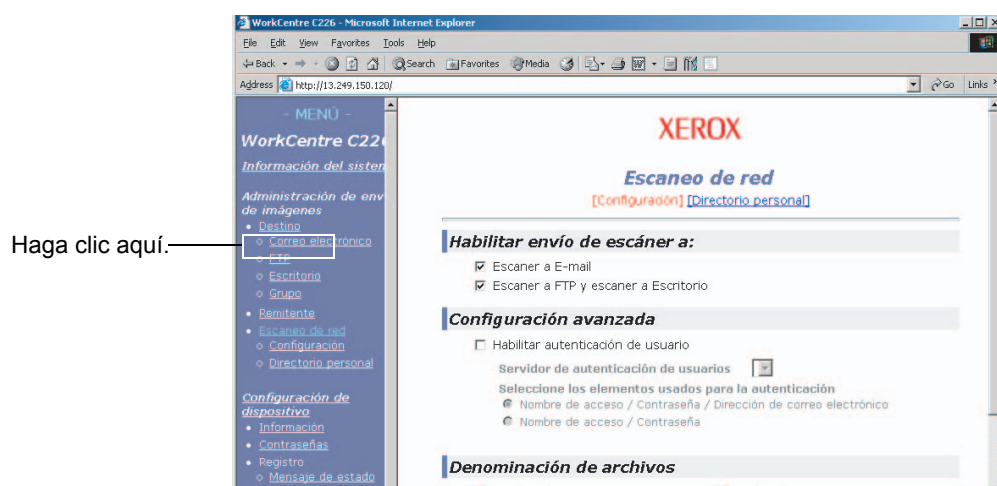 WorkCentre C226 - Microsoft Internet Explorer
File Edit View Favorites Tools Help
Back Search Favorites Media
Address http://13.249.150.120/ Go Links
- MENÚ -
WorkCentre C226
Información del sisten
Administración de env
de imágenes
Destino
Correo electrónico
FTP
Escritorio
Grupo
Remitente
Escaneo de red
Configuración
Directorio personal
Configuración de
dispositivo
Información
Contraseñas
Registro
Mensaje de estado
Haga clic aquí.
XEROX
Escaneo de red
[Configuración] [Directorio personal]
Habilitar envío de escáner a:
Escaner a E-mail
Escaner a FTP y escaner a Escritorio
Configuración avanzada
Habilitar autenticación de usuario
Servidor de autenticación de usuarios
Seleccione los elementos usados para la autenticación
Nombre de acceso / Contraseña / Dirección de correo electrónico
Nombre de acceso / Contraseña
Denominación de archivos